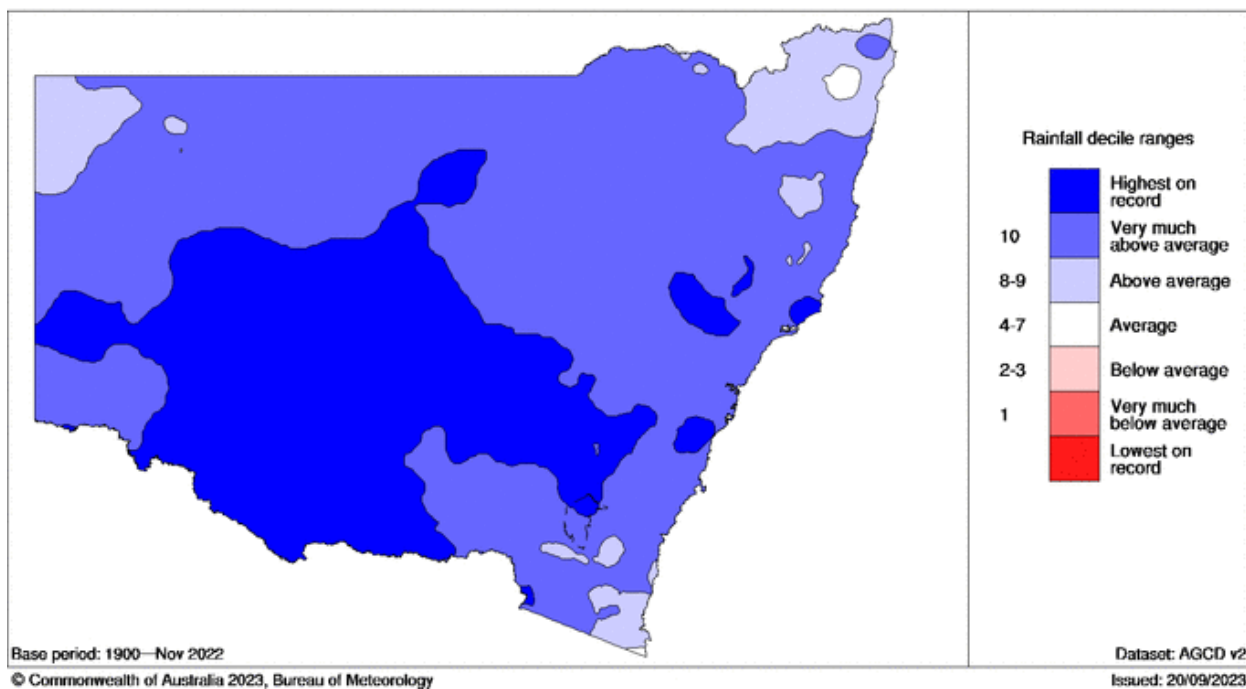 Rainfall decile ranges
Highest on
record
10
Very much
above average
8-9
Above average
4-7
Average
2-3
Below average
1
Very much
below average
Lowest on
record
Base period: 1900—Nov 2022
Dataset: AGCD v2
© Commonwealth of Australia 2023, Bureau of Meteorology
Issued: 20/09/2023